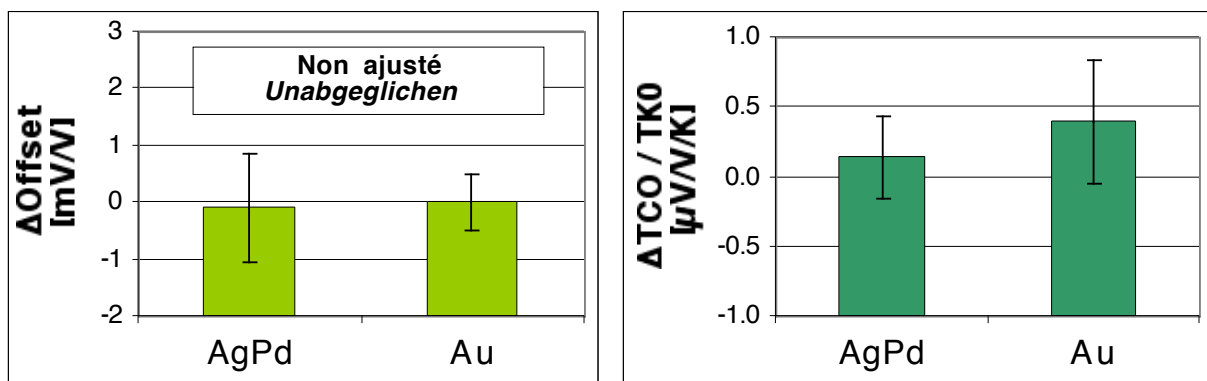 ΔOffset
[mV/V]
3
2
1
0
-1
-2
Non ajusté
Unabgeglichen
AgPd Au
ΔTCO / TK0
[µV/V/K]
1.0
0.5
0.0
-0.5
-1.0
AgPd Au